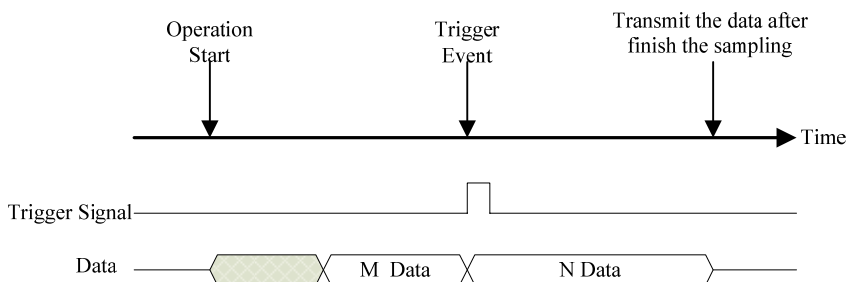 Operation
Start
Trigger
Event
Transmit the data after
finish the sampling
Time
Trigger Signal
Data
M Data
N Data